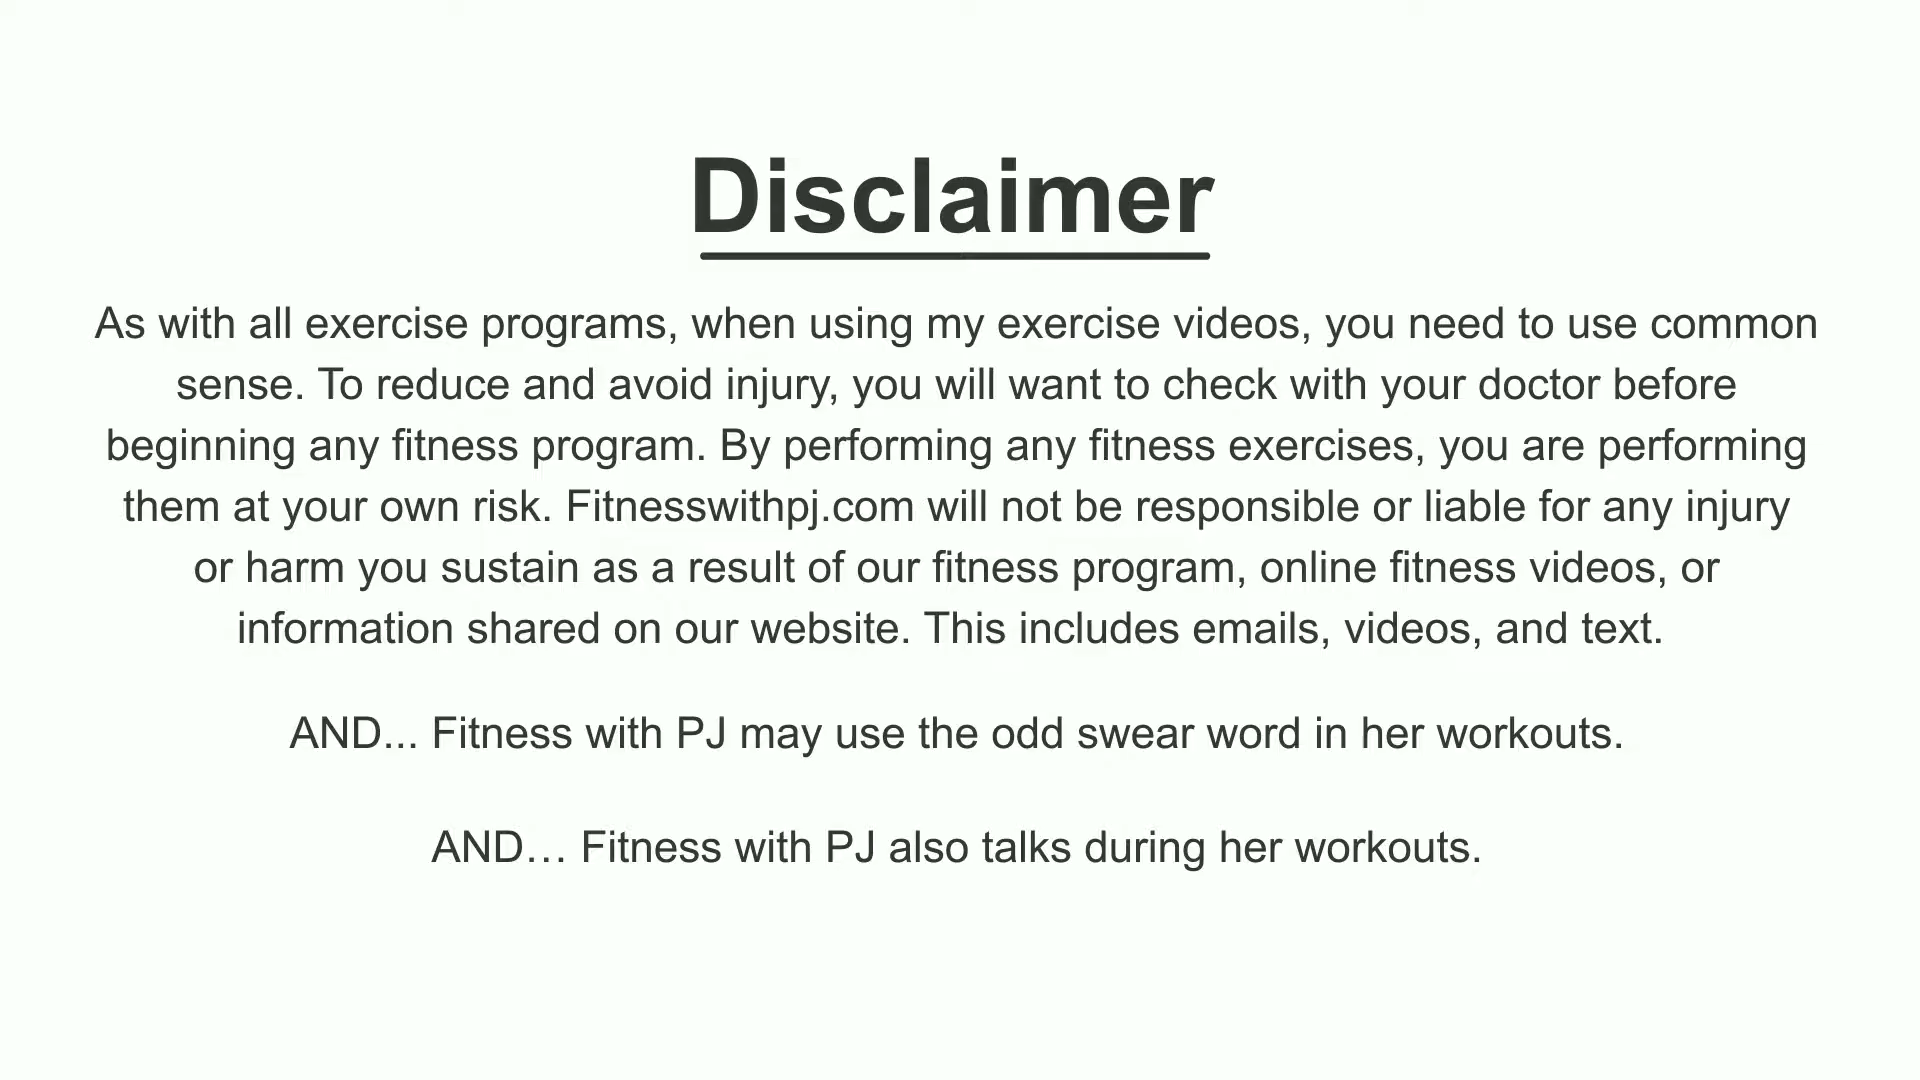 Disclaimer
As with all exercise programs, when using my exercise videos, you need to use common
sense. To reduce and avoid injury, you will want to check with your doctor before
beginning any fitness program. By performing any fitness exercises, you are performing
them at your own risk. Fitnesswithpj.com will not be responsible or liable for any injury
or harm you sustain as a result of our fitness program, online fitness videos, or
information shared on our website. This includes emails, videos, and text.
AND... Fitness with PJ may use the odd swear word in her workouts.
AND… Fitness with PJ also talks during her workouts.